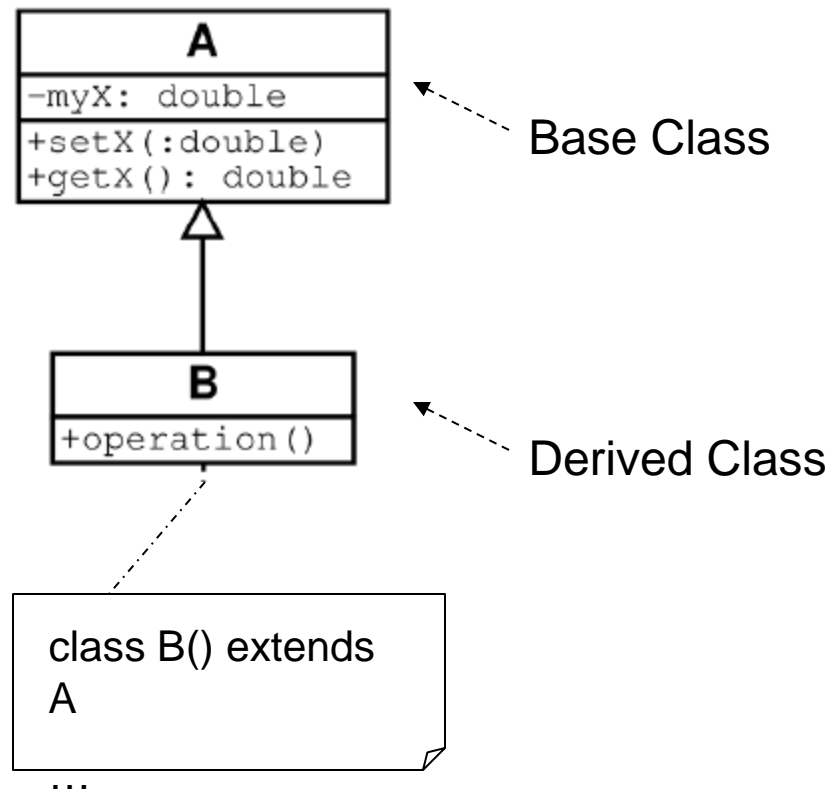 A
-myX: double
+setX(:double)
+getX(): double
Base Class
B
+operation()
Derived Class
class B() extends
A
...